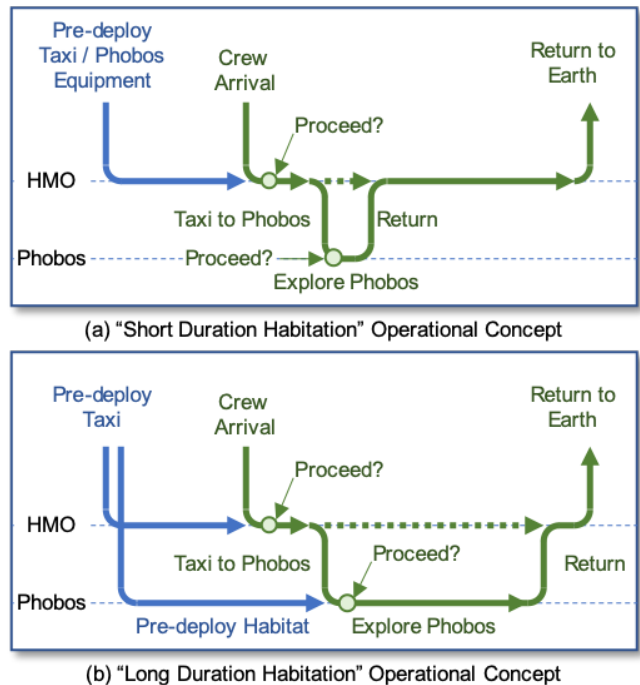 Pre-deploy
Taxi / Phobos
Equipment
Crew
Arrival
Return to
Earth
Proceed?
HMO
Taxi to Phobos
Return
Phobos
Proceed?
Explore Phobos
(a) “Short Duration Habitation” Operational Concept
Pre-deploy
Taxi
Crew
Arrival
Return to
Earth
Proceed?
HMO
Taxi to Phobos
Proceed?
Return
Phobos
Pre-deploy Habitat
Explore Phobos
(b) “Long Duration Habitation” Operational Concept